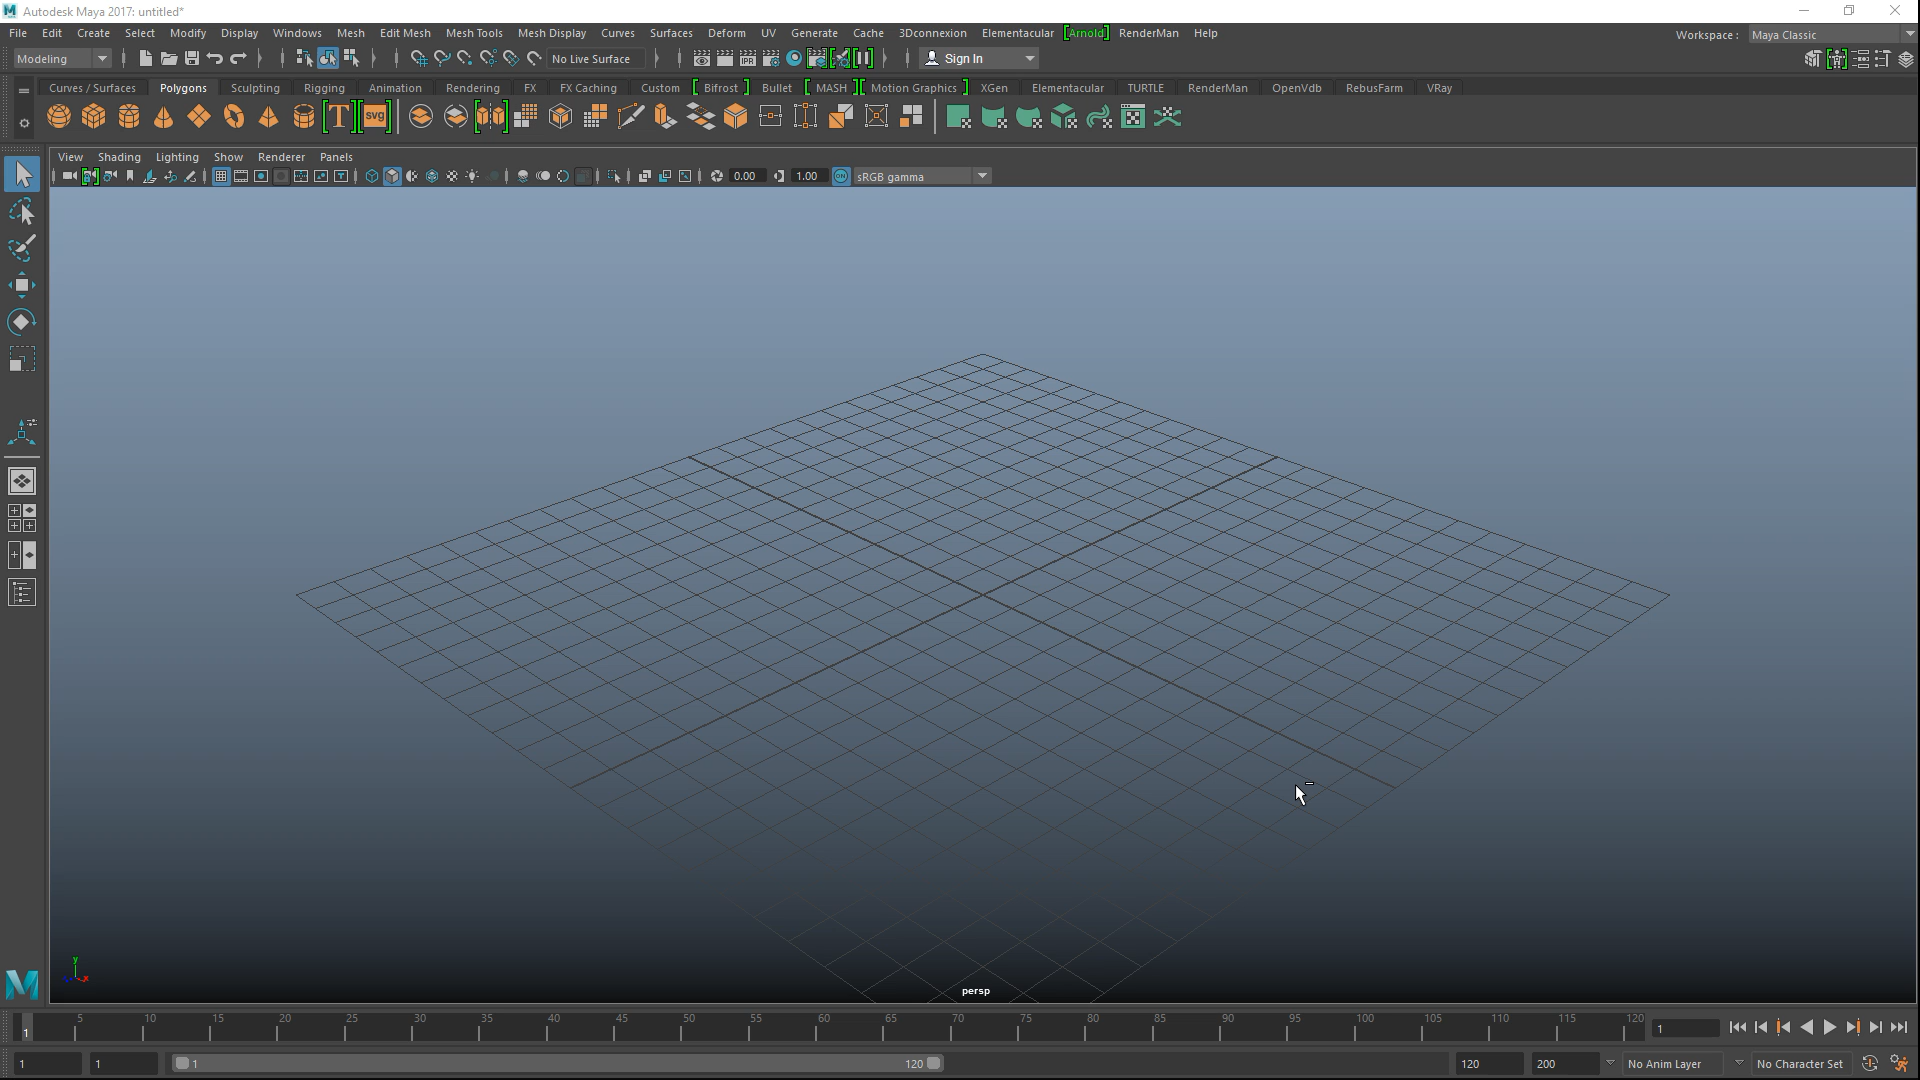 Autodesk Maya 2017: untitled*
File Edit Create Select Modify Display Windows Mesh Edit Mesh Mesh Tools Mesh Display Curves Surfaces Deform UV Generate Cache 3Dconnexion Elementacular [Arnold] RenderMan Help
Workspace : Maya Classic
Modeling No Live Surface Sign In
Curves / Surfaces Polygons Sculpting Rigging Animation Rendering FX FX Caching Custom [ Bifrost ] Bullet [ MASH ][ Motion Graphics ] XGen Elementacular TURTLE RenderMan OpenVdb RebusFarm VRay
T SVG
View Shading Lighting Show Renderer Panels
0.00 1.00 ON sRGB gamma
y
x
persp
5 10 15 20 25 30 35 40 45 50 55 60 65 70 75 80 85 90 95 100 105 110 115 120
1 1
1 1 1 120 120 200 No Anim Layer No Character Set